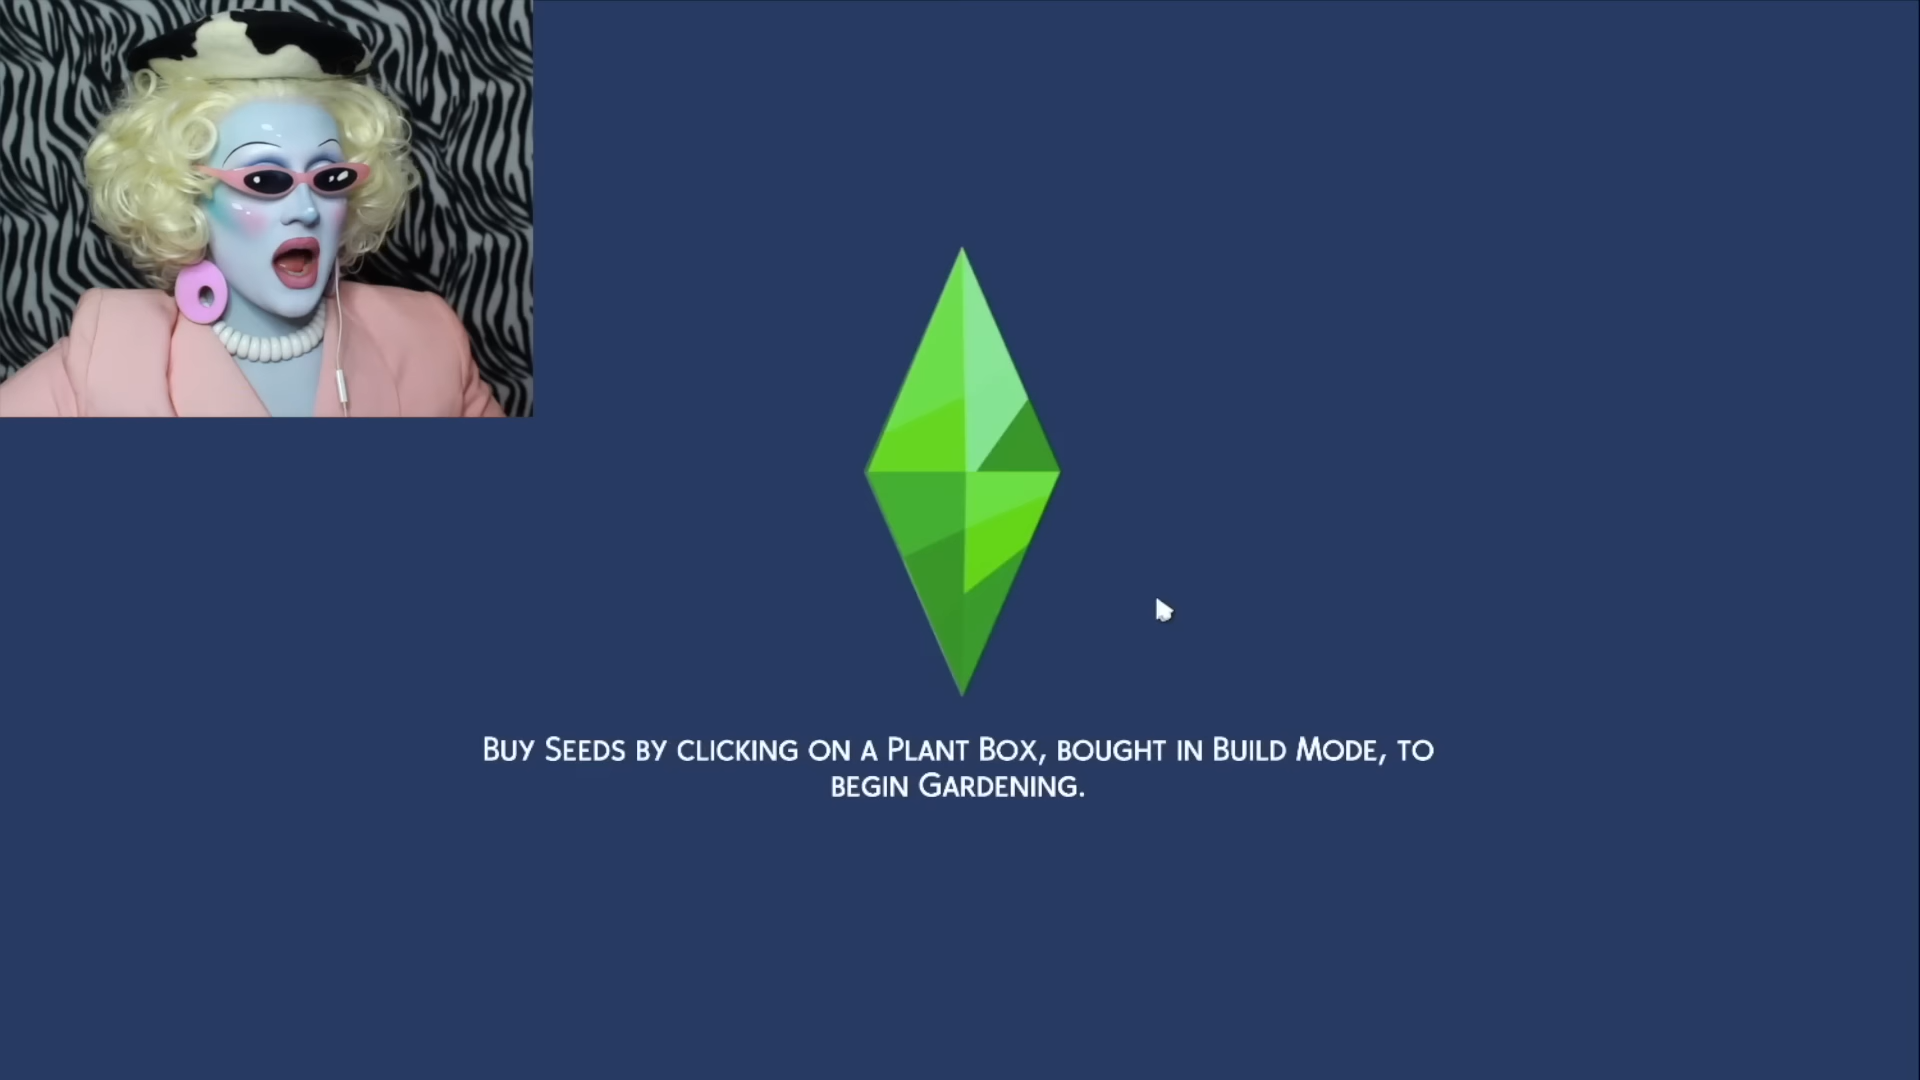 Buy Seeds by clicking on a Plant Box, bought in Build Mode, to
begin Gardening.